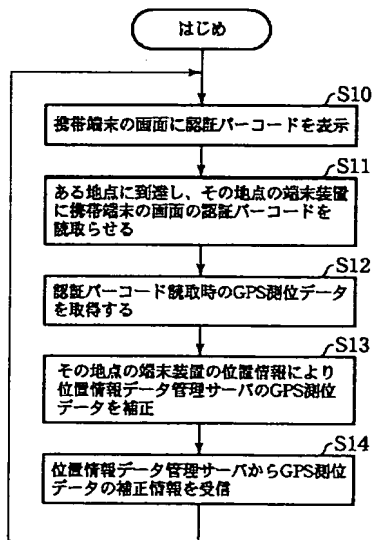 はじめ
S10
携帯端末の画面に認証バーコードを表示
S11
ある地点に到達し、その地点の端末装置
に携帯端末の画面の認証バーコードを
読取らせる
S12
認証バーコード読取時のGPS測位データ
を取得する
S13
その地点の端末装置の位置情報により
位置情報データ管理サーバのGPS測位
データを補正
S14
位置情報データ管理サーバからGPS測位
データの補正情報を受信